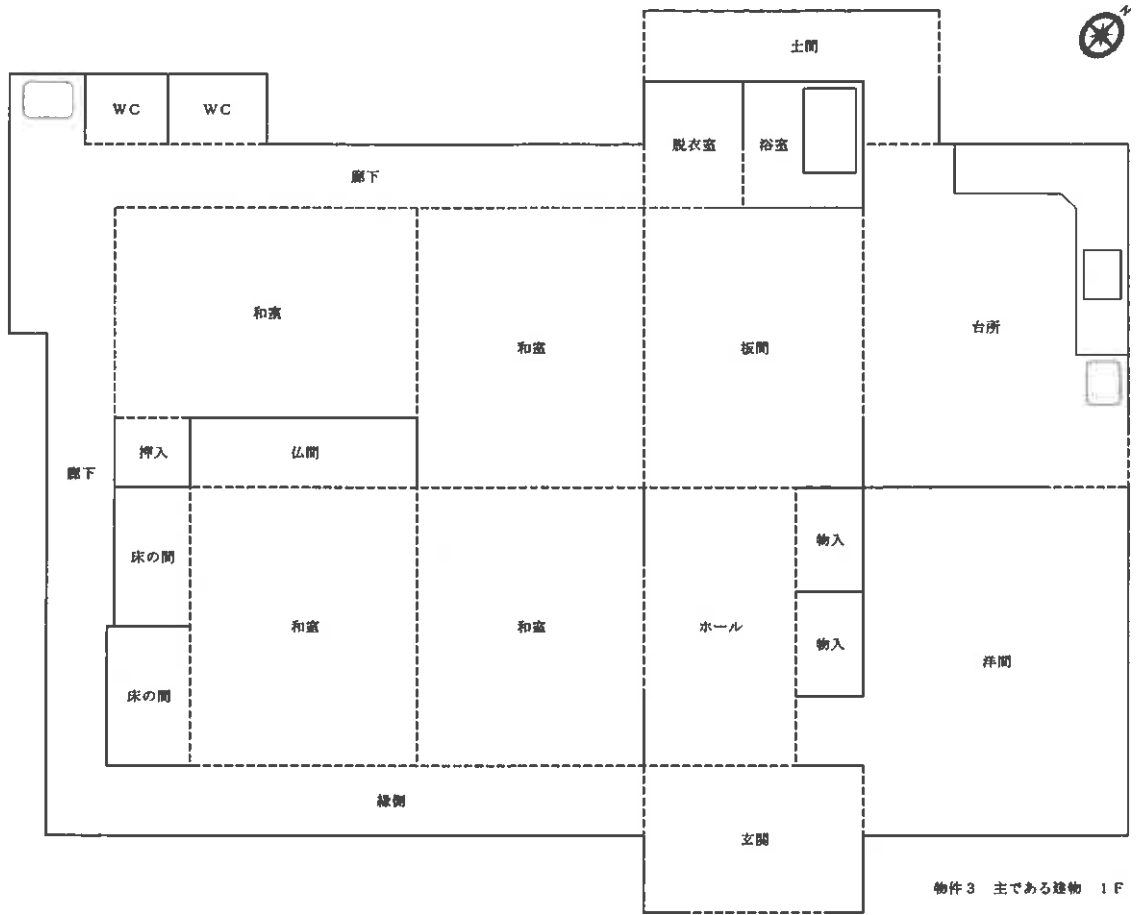 N
土間
WC
WC
脱衣室
浴室
廊下
和室
和室
板間
台所
押入
仏間
廊下
床の間
物入
和室
和室
ホール
物入
洋間
床の間
縁側
玄関
物件3 主である建物 1F